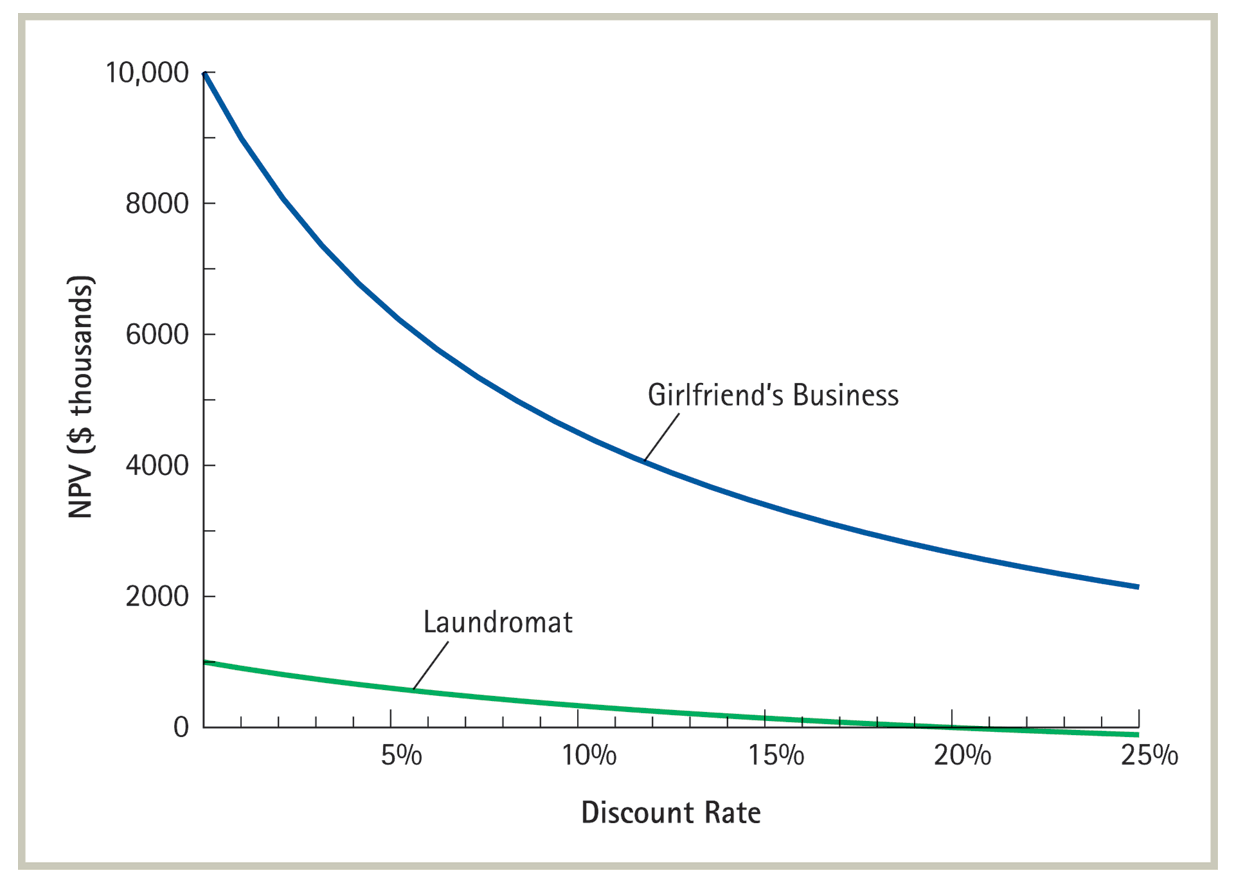 10,000
8000
6000
4000
2000
0
NPV ($ thousands)
Girlfriend's Business
Laundromat
5%
10%
15%
20%
25%
Discount Rate